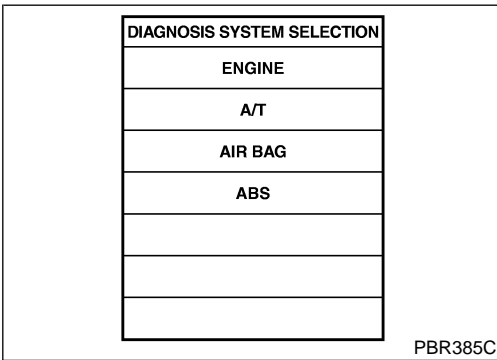 DIAGNOSIS SYSTEM SELECTION
ENGINE
A/T
AIR BAG
ABS
PBR385C